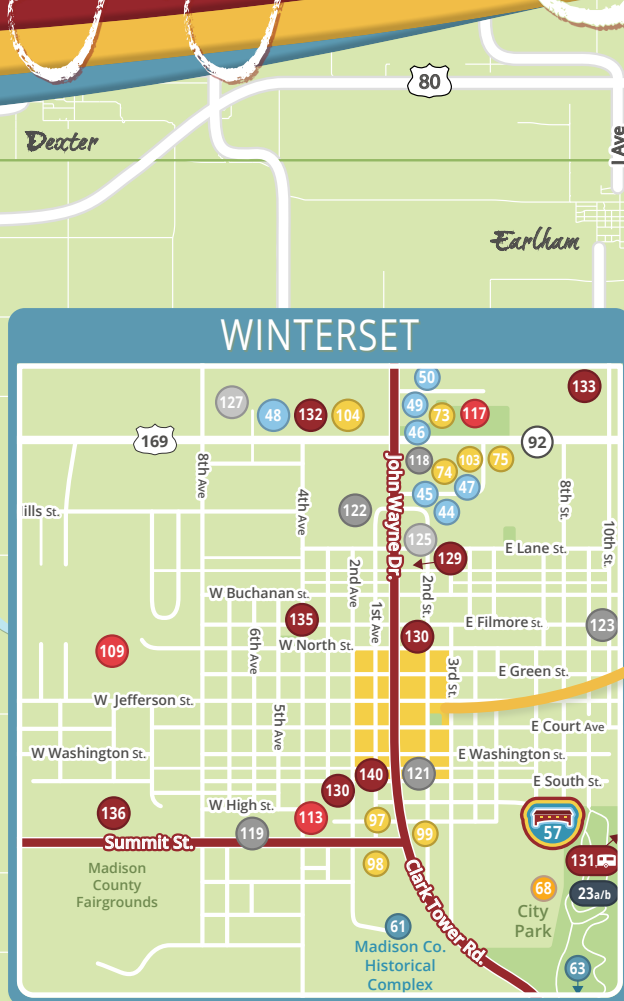 80
Dexter
I Ave
Earlham
WINTERSET
50
133
127
48
132
104
49
73
117
46
169
92
8th Ave
John Wayne Dr.
118
74
103
75
45
47
44
8th St.
4th Ave
122
ills St.
10th St.
125
129
E Lane St.
2nd Ave
2nd St.
W Buchanan St.
1st Ave
135
130
E Filmore St.
123
109
6th Ave
W North St.
3rd St.
E Green St.
W Jefferson St.
5th Ave
E Court Ave
W Washington St.
E Washington St.
140
121
E South St.
130
136
W High St.
113
97
99
57
119
Summit St.
98
131
Madison
County
Fairgrounds
Clark Tower Rd.
68
23a/b
City
Park
61
Madison Co.
Historical
Complex
63